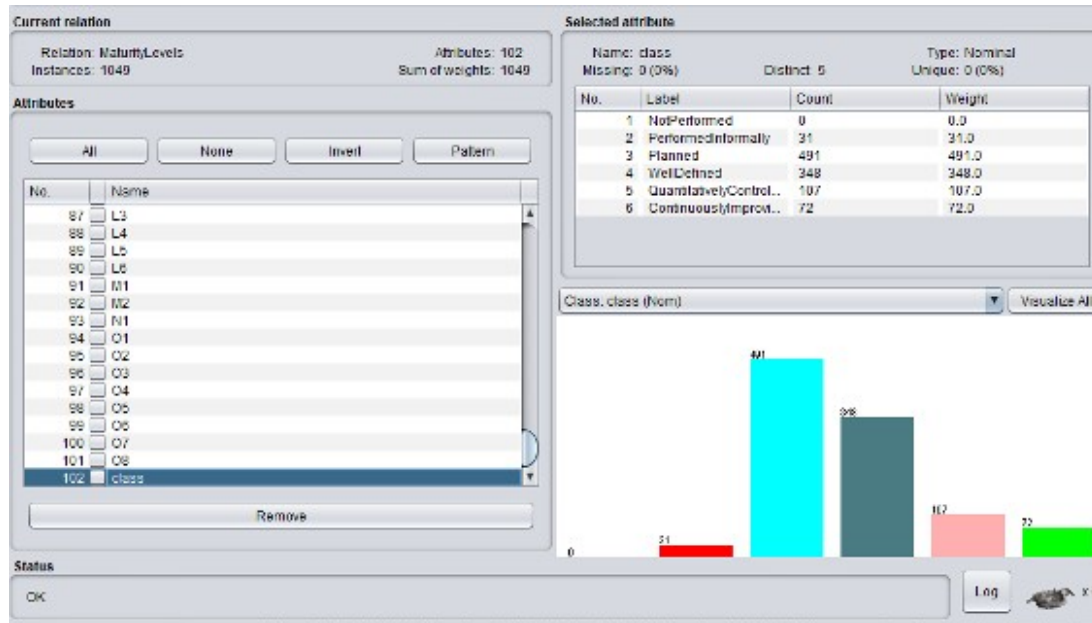 Current relation
Relation: MaturityLevels
Attributes: 102
Instances: 1049
Sum of weights: 1049
Attributes
All
None
Invert
Pattern
No.
Name
87 L3
88 L4
89 L5
90 L6
91 M1
92 M2
93 N1
94 O1
95 O2
96 O3
97 O4
98 O5
99 O6
100 O7
101 O8
102 class
Remove
Status
OK
Selected attribute
Name: class
Type: Nominal
Missing: 0 (0%)
Distinct: 5
Unique: 0 (0%)
No. Label Count Weight
1 NotPerformed 0 0.0
2 PerformedInformally 31 31.0
3 Planned 491 491.0
4 WellDefined 348 348.0
5 QuantitativelyControl... 107 107.0
6 ContinuouslyImprovi... 72 72.0
Class: class (Nom)
Visualize All
0
31
491
348
107
72
Log
x